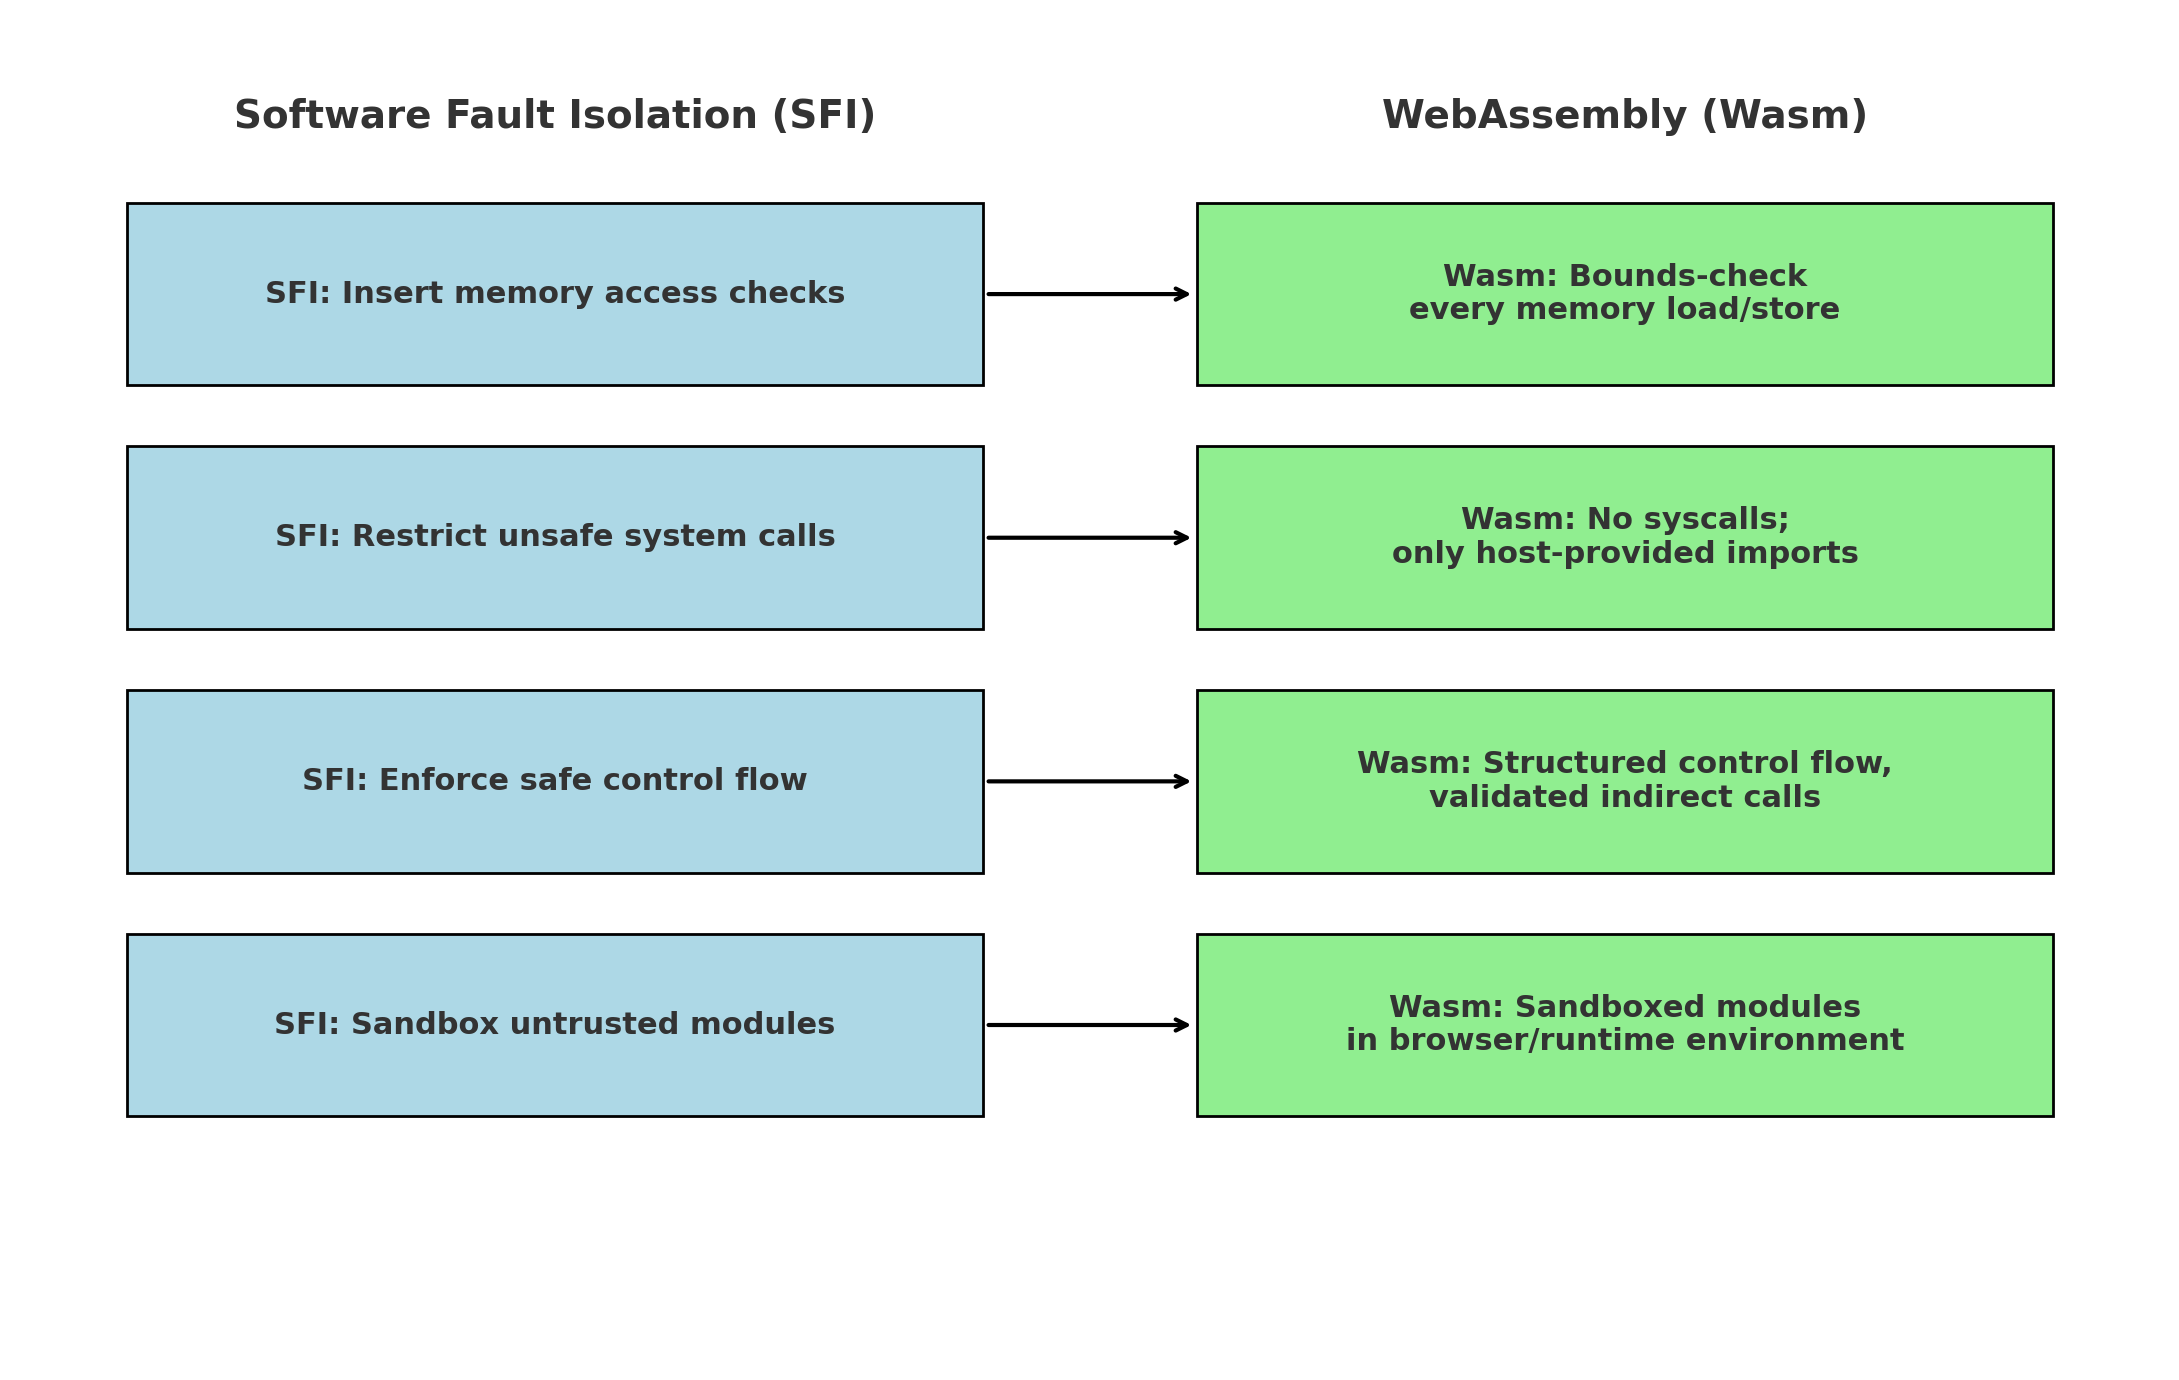 Software Fault Isolation (SFI)
WebAssembly (Wasm)
SFI: Insert memory access checks
Wasm: Bounds-check
every memory load/store
SFI: Restrict unsafe system calls
Wasm: No syscalls;
only host-provided imports
SFI: Enforce safe control flow
Wasm: Structured control flow,
validated indirect calls
SFI: Sandbox untrusted modules
Wasm: Sandboxed modules
in browser/runtime environment